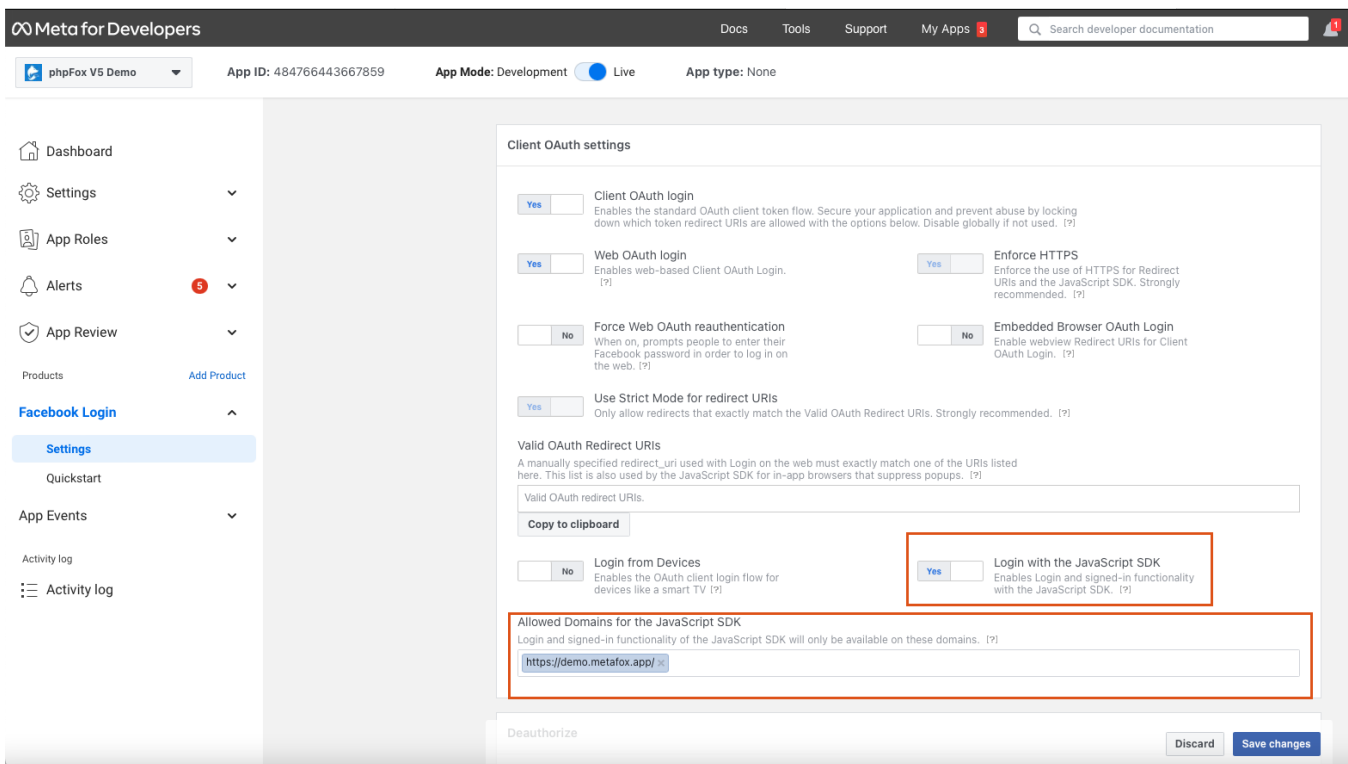 Meta for Developers
Docs
Tools
Support
My Apps 3
Search developer documentation
1
phpFox V5 Demo
App ID: 484766443667859
App Mode: Development
Live
App type: None
Dashboard
Settings
App Roles
Alerts
5
App Review
Products
Add Product
Facebook Login
Settings
Quickstart
App Events
Activity log
Activity log
Client OAuth settings
Yes
Client OAuth login
Enables the standard OAuth client token flow. Secure your application and prevent abuse by locking
down which token redirect URIs are allowed with the options below. Disable globally if not used. [?]
Yes
Web OAuth login
Enables web-based Client OAuth Login.
[?]
Yes
Enforce HTTPS
Enforce the use of HTTPS for Redirect
URIs and the JavaScript SDK. Strongly
recommended. [?]
No
Force Web OAuth reauthentication
When on, prompts people to enter their
Facebook password in order to log in on
the web. [?]
No
Embedded Browser OAuth Login
Enable webview Redirect URIs for Client
OAuth Login. [?]
Yes
Use Strict Mode for redirect URIs
Only allow redirects that exactly match the Valid OAuth Redirect URIs. Strongly recommended. [?]
Valid OAuth Redirect URIs
A manually specified redirect_uri used with Login on the web must exactly match one of the URIs listed
here. This list is also used by the JavaScript SDK for in-app browsers that suppress popups. [?]
Valid OAuth redirect URIs.
Copy to clipboard
No
Login from Devices
Enables the OAuth client login flow for
devices like a smart TV [?]
Yes
Login with the JavaScript SDK
Enables Login and signed-in functionality
with the JavaScript SDK. [?]
Allowed Domains for the JavaScript SDK
Login and signed-in functionality of the JavaScript SDK will only be available on these domains. [?]
https://demo.metafox.app/ ×
Deauthorize
Discard
Save changes